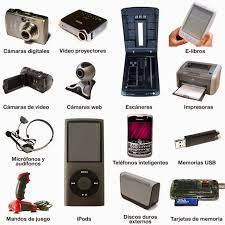 Cámaras digitales
Video proyectores
E-libros
Cámaras de video
Cámaras web
Escáneres
Impresoras
Micrófonos y
audífonos
Teléfonos inteligentes
Memorias USB
Mandos de juego
iPods
Discos duros
externos
Tarjetas de memoria